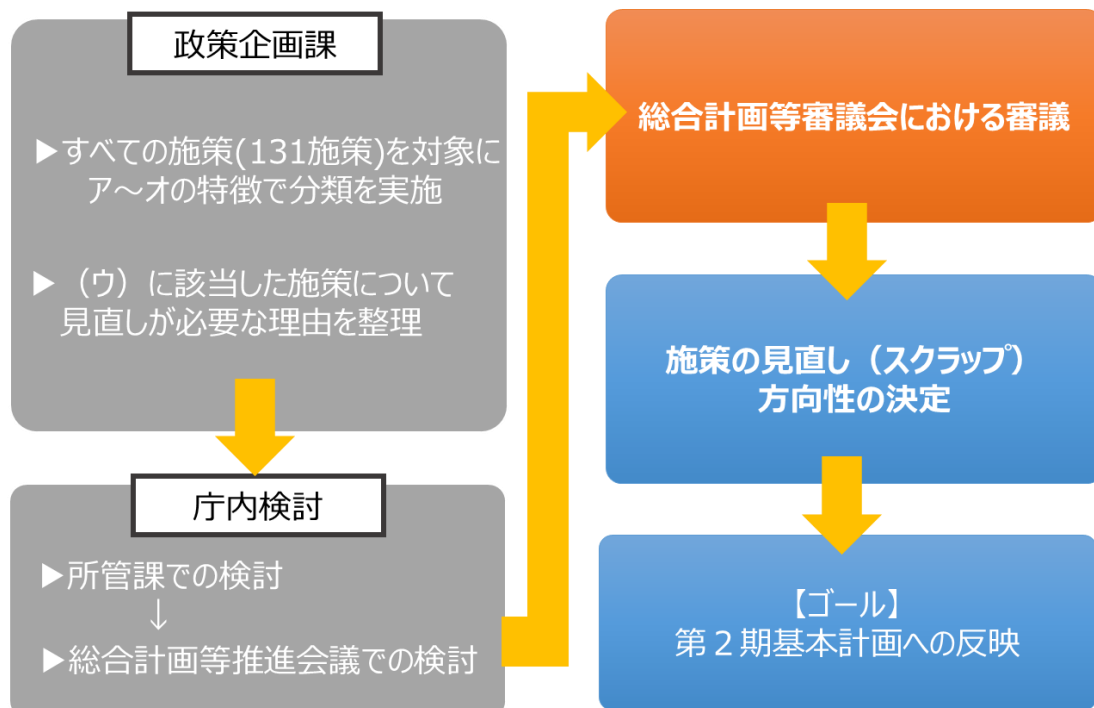 政策企画課
▶すべての施策(131施策)を対象に
ア～オの特徴で分類を実施
▶（ウ）に該当した施策について
見直しが必要な理由を整理
庁内検討
▶所管課での検討
↓
▶総合計画等推進会議での検討
総合計画等審議会における審議
施策の見直し（スクラップ）
方向性の決定
【ゴール】
第２期基本計画への反映